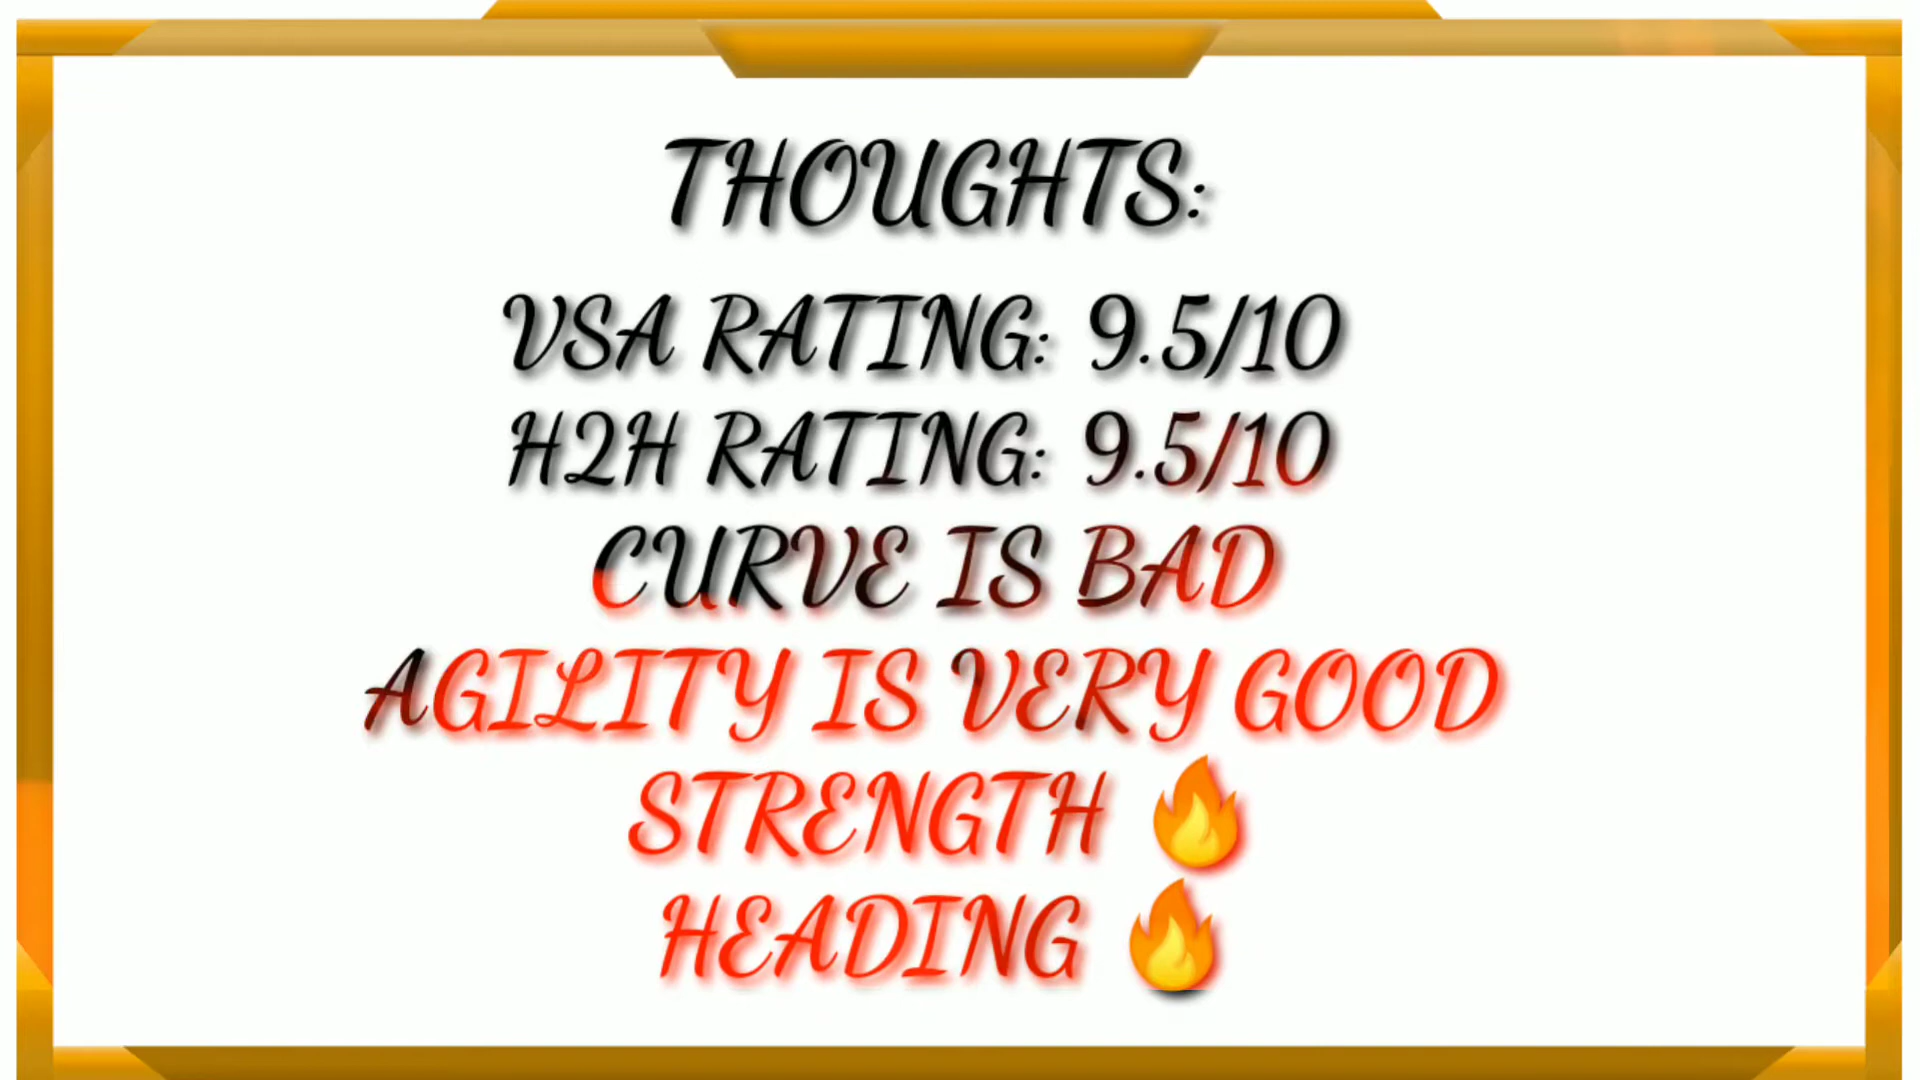 THOUGHTS:
VSA RATING: 9.5/10
H2H RATING: 9.5/10
CURVE IS BAD
AGILITY IS VERY GOOD
STRENGTH 🔥
HEADING 🔥